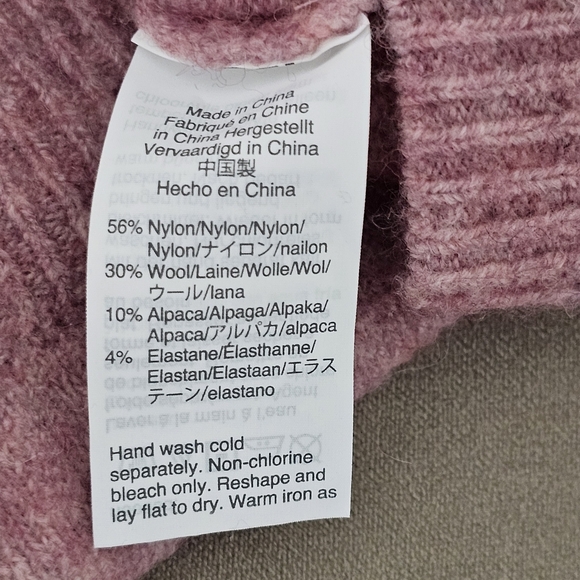 Made in China
Fabriqué en Chine
in China Hergestellt
Vervaardigd in China
中国製
Hecho en China
56% Nylon/Nylon/Nylon/
Nylon/ナイロン/nailon
30% Wool/Laine/Wolle/Wol/
ウール/lana
10% Alpaca/Alpaga/Alpaka/
Alpaca/アルパカ/alpaca
4% Elastane/Élasthanne/
Elastan/Elastaan/エラス
テーン/elastano
Hand wash cold
separately. Non-chlorine
bleach only. Reshape and
lay flat to dry. Warm iron as